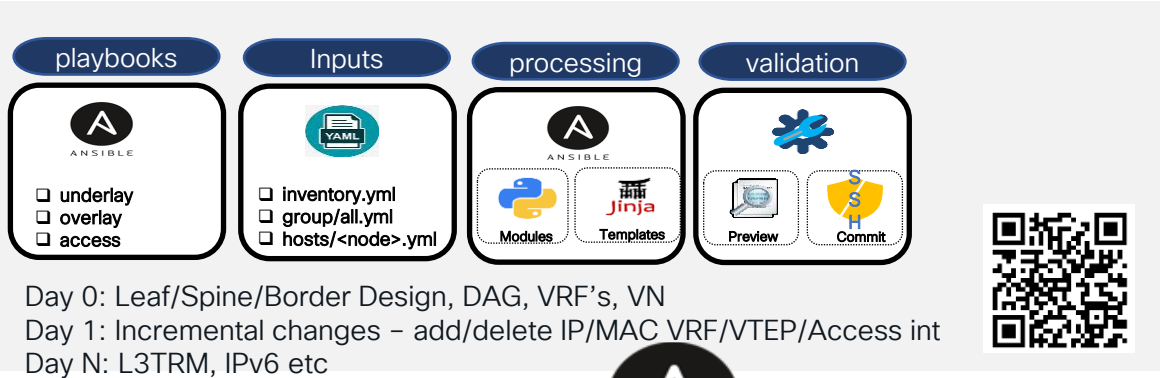 playbooks
Inputs
processing
validation
ANSIBLE
underlay
overlay
access
YAML
inventory.yml
group/all.yml
hosts/<node>.yml
ANSIBLE
Modules
Jinja
Templates
Preview
SSH
Commit
Day 0: Leaf/Spine/Border Design, DAG, VRF's, VN
Day 1: Incremental changes – add/delete IP/MAC VRF/VTEP/Access int
Day N: L3TRM, IPv6 etc